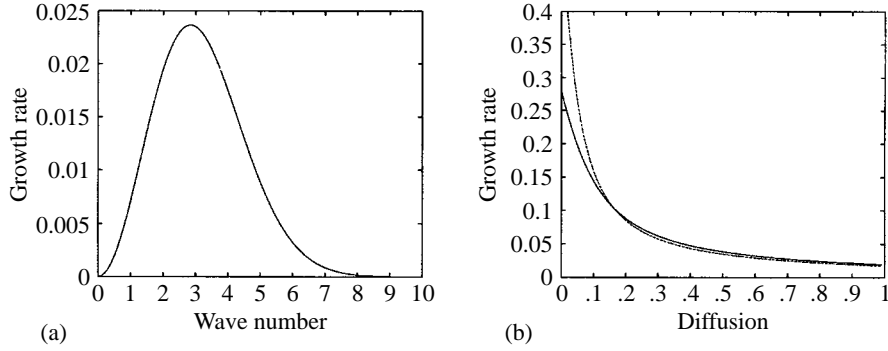 0.025
0.02
0.015
0.01
0.005
0
Growth rate
0 1 2 3 4 5 6 7 8 9 10
Wave number
(a)
0.4
0.35
0.3
0.25
0.2
0.15
0.1
0.05
0
Growth rate
0 .1 .2 .3 .4 .5 .6 .7 .8 .9 1
Diffusion
(b)